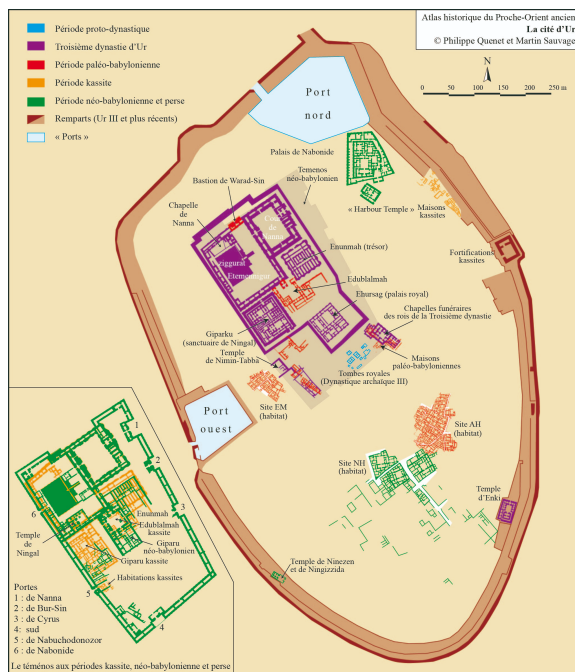 Atlas historique du Proche-Orient ancien
La cité d'Ur
© Philippe Quenet et Martin Sauvage
N
0 50 100 150 200 250 m
Période proto-dynastique
Troisième dynastie d'Ur
Période paléo-babylonienne
Période kassite
Période néo-babylonienne et perse
Remparts (Ur III et plus récents)
« Ports »
Port
nord
Palais de Nabonide
Temenos
néo-babylonien
Bastion de Warad-Sin
Chapelle
de
Nanna
Cour
de
Nanna
« Harbour Temple »
Maisons
kassites
Fortifications
kassites
Enunmah (trésor)
ziggurat
Etemennigur
Edublalmah
Ehursag (palais royal)
Chapelles funéraires
des rois de la Troisième dynastie
Giparku
(sanctuaire de Ningal)
Temple
de Nimin-Tabba
Maisons
paléo-babyloniennes
Tombes royales
(Dynastique archaïque III)
Port
ouest
Site EM
(habitat)
Site AH
(habitat)
Site NH
(habitat)
Temple
d'Enki
Temple de Ninezen
et de Ningizzida
1
2
3
6
Enunmah
Edublalmah
kassite
Giparu
néo-babylonien
Temple
de
Ningal
Giparu kassite
Habitations kassites
5
4
Portes
1 : de Nanna
2 : de Bur-Sin
3 : de Cyrus
4: sud
5 : de Nabuchodonozor
6 : de Nabonide
Le téménos aux périodes kassite, néo-babylonienne et perse